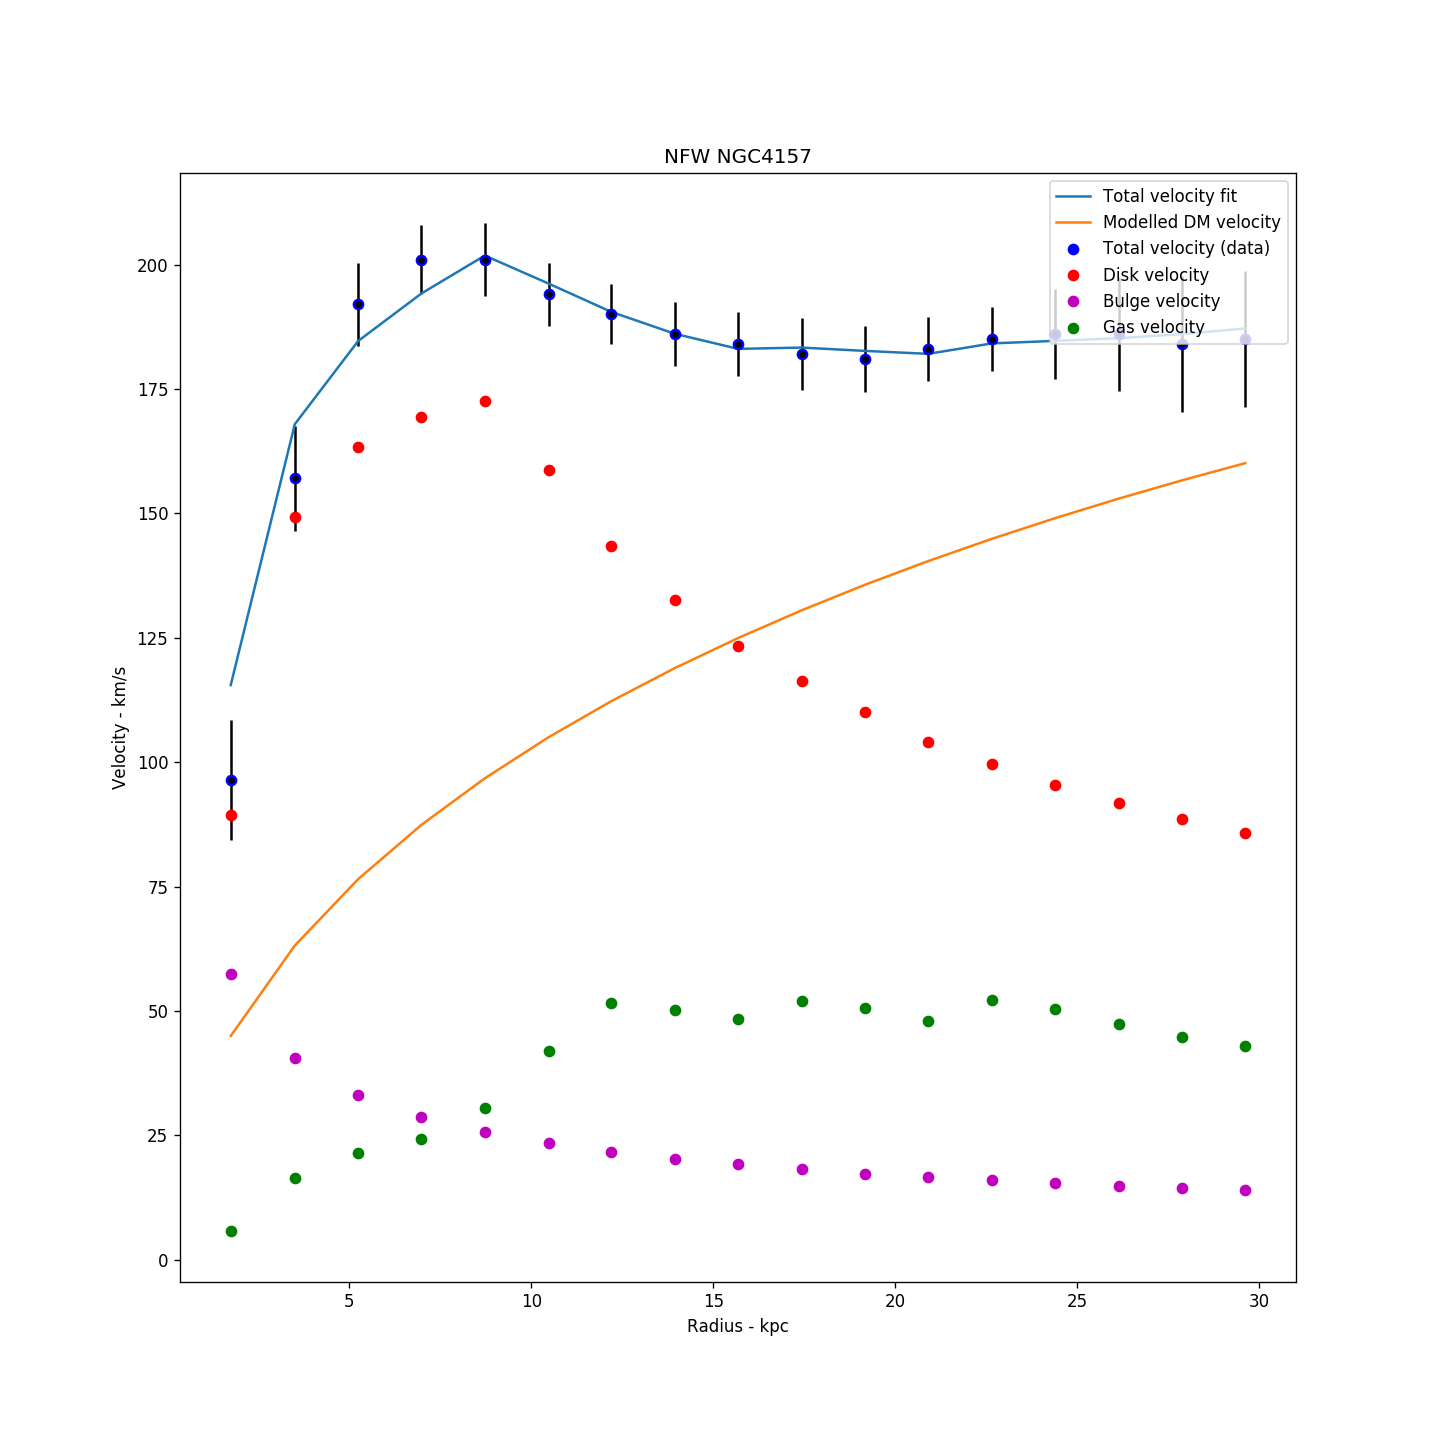 NFW NGC4157
Total velocity fit
Modelled DM velocity
Total velocity (data)
Disk velocity
Bulge velocity
Gas velocity
200
175
150
125
100
75
50
25
0
Velocity - km/s
5 10 15 20 25 30
Radius - kpc